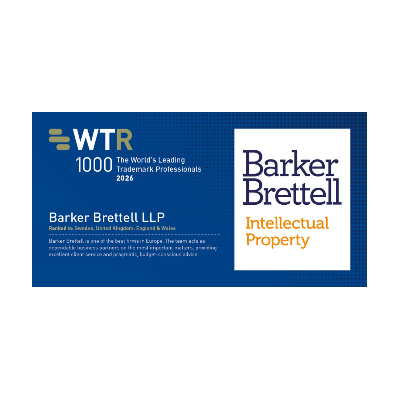 WTR
1000 The World's Leading
Trademark Professionals
2026
Barker Brettell LLP
Ranked in: Sweden, United Kingdom: England & Wales
Barker Brettell is one of the best firms in Europe. The team acts as
dependable business partners on the most important matters, providing
excellent client service and pragmatic, budget-conscious advice.
Barker
Brettell
Intellectual
Property